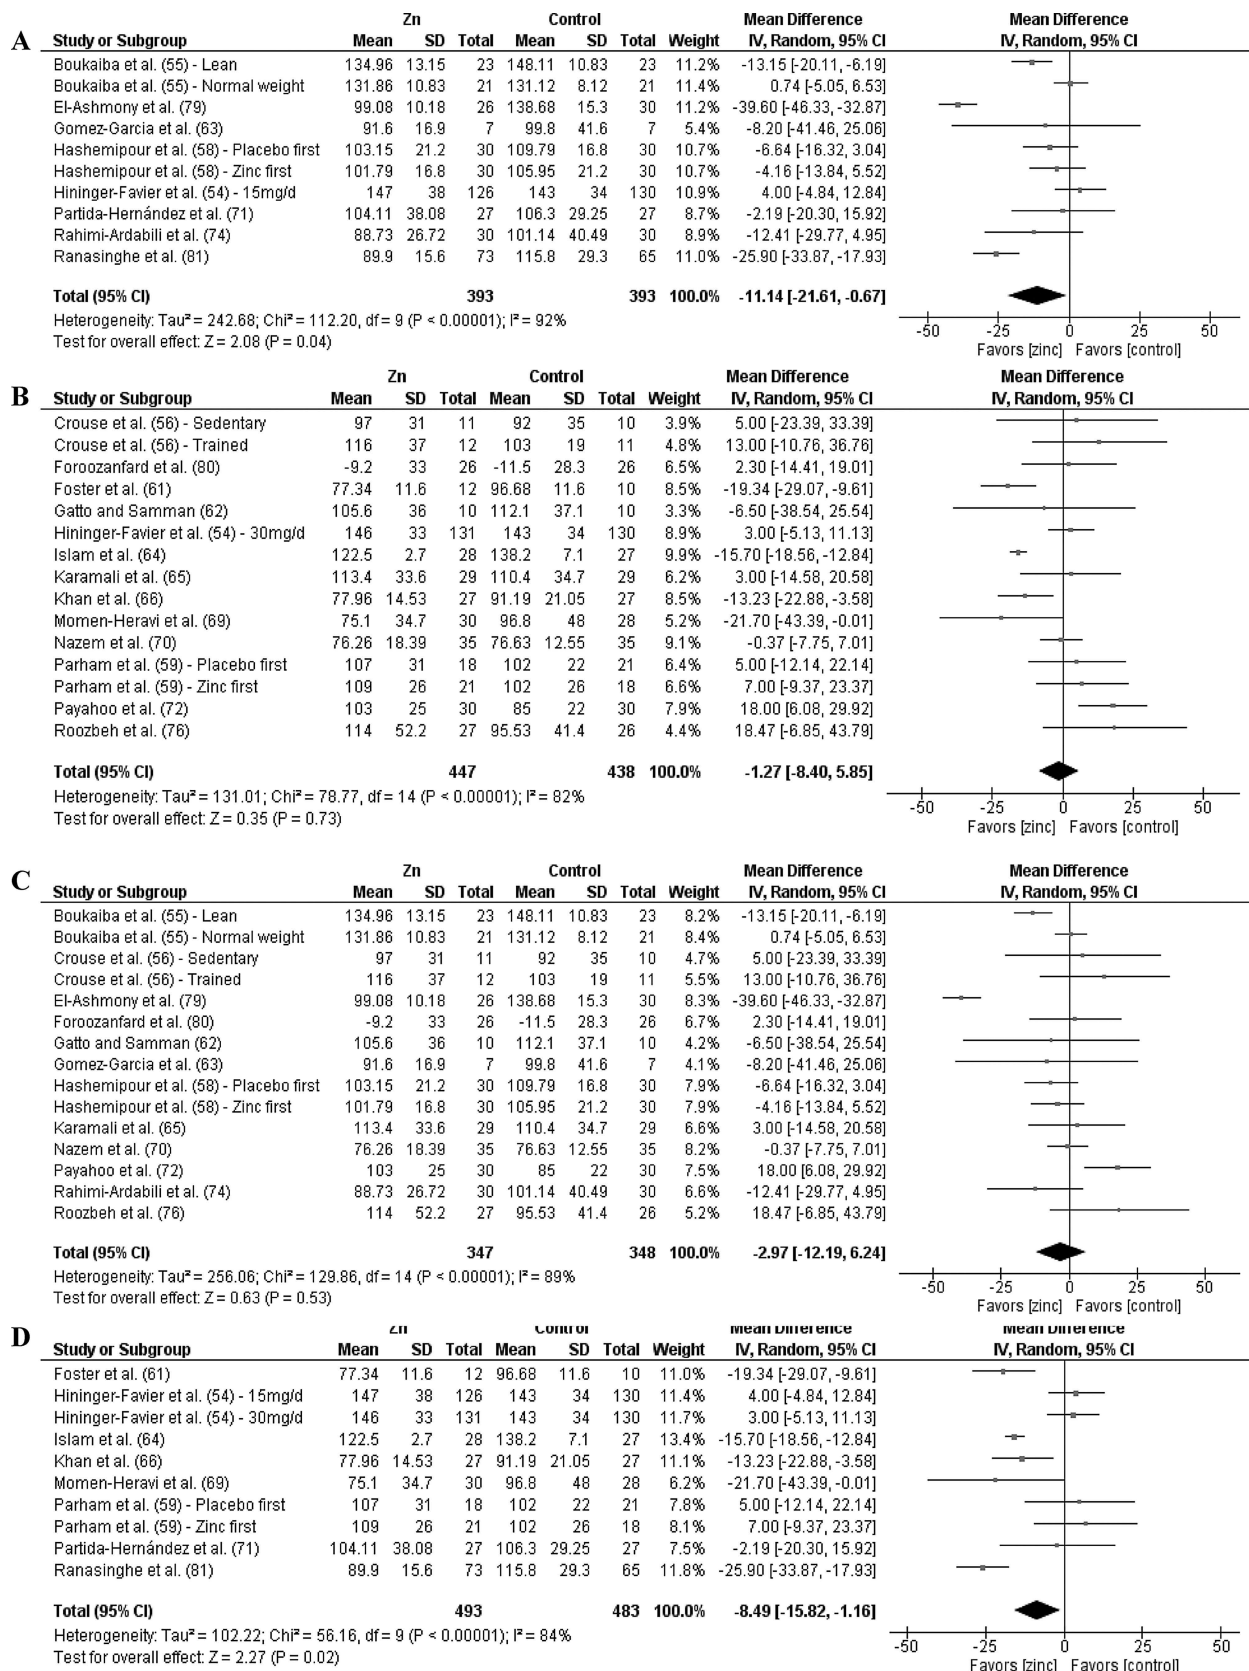 A
Zn Control Mean Difference Mean Difference
Study or Subgroup Mean SD Total Mean SD Total Weight IV, Random, 95% CI IV, Random, 95% CI
Boukaiba et al. (55) - Lean 134.96 13.15 23 148.11 10.83 23 11.2% -13.15 [-20.11, -6.19]
Boukaiba et al. (55) - Normal weight 131.86 10.83 21 131.12 8.12 21 11.4% 0.74 [-5.05, 6.53]
El-Ashmony et al. (79) 99.08 10.18 26 138.68 15.3 30 11.2% -39.60 [-46.33, -32.87]
Gomez-Garcia et al. (63) 91.6 16.9 7 99.8 41.6 7 5.4% -8.20 [-41.46, 25.06]
Hashemipour et al. (58) - Placebo first 103.15 21.2 30 109.79 16.8 30 10.7% -6.64 [-16.32, 3.04]
Hashemipour et al. (58) - Zinc first 101.79 16.8 30 105.95 21.2 30 10.7% -4.16 [-13.84, 5.52]
Hininger-Favier et al. (54) - 15mg/d 147 38 126 143 34 130 10.9% 4.00 [-4.84, 12.84]
Partida-Hernández et al. (71) 104.11 38.08 27 106.3 29.25 27 8.7% -2.19 [-20.30, 15.92]
Rahimi-Ardabili et al. (74) 88.73 26.72 30 101.14 40.49 30 8.9% -12.41 [-29.77, 4.95]
Ranasinghe et al. (81) 89.9 15.6 73 115.8 29.3 65 11.0% -25.90 [-33.87, -17.93]
Total (95% CI) 393 393 100.0% -11.14 [-21.61, -0.67]
Heterogeneity: Tau² = 242.68; Chi² = 112.20, df = 9 (P < 0.00001); I² = 92%
Test for overall effect: Z = 2.08 (P = 0.04)
-50 -25 0 25 50
Favors [zinc] Favors [control]
B
Zn Control Mean Difference Mean Difference
Study or Subgroup Mean SD Total Mean SD Total Weight IV, Random, 95% CI IV, Random, 95% CI
Crouse et al. (56) - Sedentary 97 31 11 92 35 10 3.9% 5.00 [-23.39, 33.39]
Crouse et al. (56) - Trained 116 37 12 103 19 11 4.8% 13.00 [-10.76, 36.76]
Foroozanfard et al. (80) -9.2 33 26 -11.5 28.3 26 6.5% 2.30 [-14.41, 19.01]
Foster et al. (61) 77.34 11.6 12 96.68 11.6 10 8.5% -19.34 [-29.07, -9.61]
Gatto and Samman (62) 105.6 36 10 112.1 37.1 10 3.3% -6.50 [-38.54, 25.54]
Hininger-Favier et al. (54) - 30mg/d 146 33 131 143 34 130 8.9% 3.00 [-5.13, 11.13]
Islam et al. (64) 122.5 2.7 28 138.2 7.1 27 9.9% -15.70 [-18.56, -12.84]
Karamali et al. (65) 113.4 33.6 29 110.4 34.7 29 6.2% 3.00 [-14.58, 20.58]
Khan et al. (66) 77.96 14.53 27 91.19 21.05 27 8.5% -13.23 [-22.88, -3.58]
Momen-Heravi et al. (69) 75.1 34.7 30 96.8 48 28 5.2% -21.70 [-43.39, -0.01]
Nazem et al. (70) 76.26 18.39 35 76.63 12.55 35 9.1% -0.37 [-7.75, 7.01]
Parham et al. (59) - Placebo first 107 31 18 102 22 21 6.4% 5.00 [-12.14, 22.14]
Parham et al. (59) - Zinc first 109 26 21 102 26 18 6.6% 7.00 [-9.37, 23.37]
Payahoo et al. (72) 103 25 30 85 22 30 7.9% 18.00 [6.08, 29.92]
Roozbeh et al. (76) 114 52.2 27 95.53 41.4 26 4.4% 18.47 [-6.85, 43.79]
Total (95% CI) 447 438 100.0% -1.27 [-8.40, 5.85]
Heterogeneity: Tau² = 131.01; Chi² = 78.77, df = 14 (P < 0.00001); I² = 82%
Test for overall effect: Z = 0.35 (P = 0.73)
-50 -25 0 25 50
Favors [zinc] Favors [control]
C
Zn Control Mean Difference Mean Difference
Study or Subgroup Mean SD Total Mean SD Total Weight IV, Random, 95% CI IV, Random, 95% CI
Boukaiba et al. (55) - Lean 134.96 13.15 23 148.11 10.83 23 8.2% -13.15 [-20.11, -6.19]
Boukaiba et al. (55) - Normal weight 131.86 10.83 21 131.12 8.12 21 8.4% 0.74 [-5.05, 6.53]
Crouse et al. (56) - Sedentary 97 31 11 92 35 10 4.7% 5.00 [-23.39, 33.39]
Crouse et al. (56) - Trained 116 37 12 103 19 11 5.5% 13.00 [-10.76, 36.76]
El-Ashmony et al. (79) 99.08 10.18 26 138.68 15.3 30 8.3% -39.60 [-46.33, -32.87]
Foroozanfard et al. (80) -9.2 33 26 -11.5 28.3 26 6.7% 2.30 [-14.41, 19.01]
Gatto and Samman (62) 105.6 36 10 112.1 37.1 10 4.2% -6.50 [-38.54, 25.54]
Gomez-Garcia et al. (63) 91.6 16.9 7 99.8 41.6 7 4.1% -8.20 [-41.46, 25.06]
Hashemipour et al. (58) - Placebo first 103.15 21.2 30 109.79 16.8 30 7.9% -6.64 [-16.32, 3.04]
Hashemipour et al. (58) - Zinc first 101.79 16.8 30 105.95 21.2 30 7.9% -4.16 [-13.84, 5.52]
Karamali et al. (65) 113.4 33.6 29 110.4 34.7 29 6.6% 3.00 [-14.58, 20.58]
Nazem et al. (70) 76.26 18.39 35 76.63 12.55 35 8.2% -0.37 [-7.75, 7.01]
Payahoo et al. (72) 103 25 30 85 22 30 7.5% 18.00 [6.08, 29.92]
Rahimi-Ardabili et al. (74) 88.73 26.72 30 101.14 40.49 30 6.6% -12.41 [-29.77, 4.95]
Roozbeh et al. (76) 114 52.2 27 95.53 41.4 26 5.2% 18.47 [-6.85, 43.79]
Total (95% CI) 347 348 100.0% -2.97 [-12.19, 6.24]
Heterogeneity: Tau² = 256.06; Chi² = 129.86, df = 14 (P < 0.00001); I² = 89%
Test for overall effect: Z = 0.63 (P = 0.53)
-50 -25 0 25 50
Favors [zinc] Favors [control]
D
Zn Control Mean Difference Mean Difference
Study or Subgroup Mean SD Total Mean SD Total Weight IV, Random, 95% CI IV, Random, 95% CI
Foster et al. (61) 77.34 11.6 12 96.68 11.6 10 11.0% -19.34 [-29.07, -9.61]
Hininger-Favier et al. (54) - 15mg/d 147 38 126 143 34 130 11.4% 4.00 [-4.84, 12.84]
Hininger-Favier et al. (54) - 30mg/d 146 33 131 143 34 130 11.7% 3.00 [-5.13, 11.13]
Islam et al. (64) 122.5 2.7 28 138.2 7.1 27 13.4% -15.70 [-18.56, -12.84]
Khan et al. (66) 77.96 14.53 27 91.19 21.05 27 11.1% -13.23 [-22.88, -3.58]
Momen-Heravi et al. (69) 75.1 34.7 30 96.8 48 28 6.2% -21.70 [-43.39, -0.01]
Parham et al. (59) - Placebo first 107 31 18 102 22 21 7.8% 5.00 [-12.14, 22.14]
Parham et al. (59) - Zinc first 109 26 21 102 26 18 8.1% 7.00 [-9.37, 23.37]
Partida-Hernández et al. (71) 104.11 38.08 27 106.3 29.25 27 7.5% -2.19 [-20.30, 15.92]
Ranasinghe et al. (81) 89.9 15.6 73 115.8 29.3 65 11.8% -25.90 [-33.87, -17.93]
Total (95% CI) 493 483 100.0% -8.49 [-15.82, -1.16]
Heterogeneity: Tau² = 102.22; Chi² = 56.16, df = 9 (P < 0.00001); I² = 84%
Test for overall effect: Z = 2.27 (P = 0.02)
-50 -25 0 25 50
Favors [zinc] Favors [control]